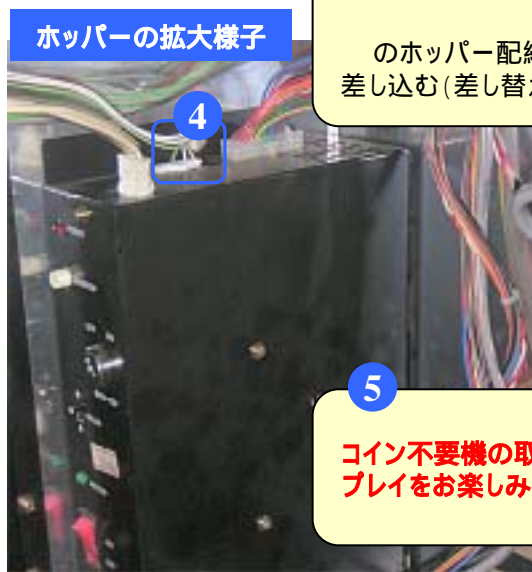 ホッパーの拡大様子
のホッパー配線
差し込む(差し替
4
5
コイン不要機の取
プレイをお楽しみ